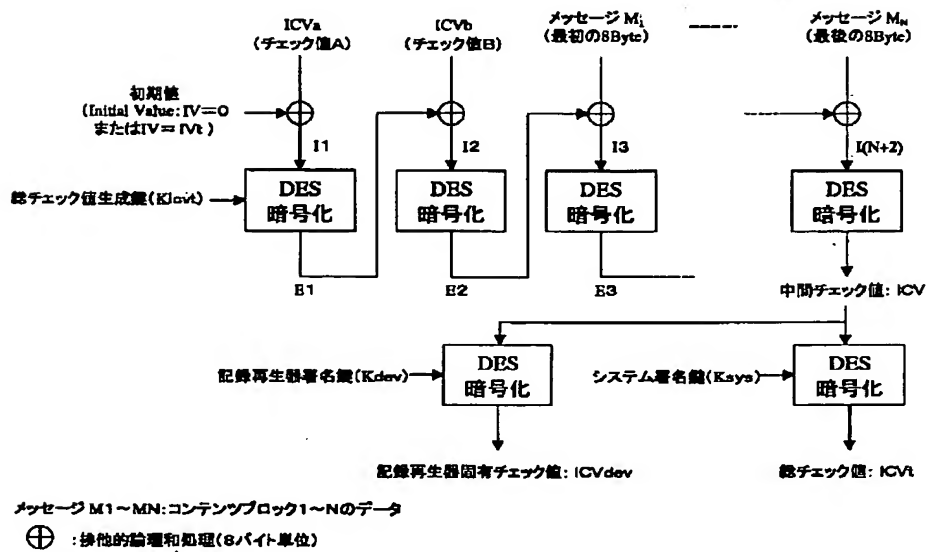 ICVa
(チェック値A)
ICVb
(チェック値B)
メッセージ M1
(最初の8Byte)
メッセージ MN
(最後の8Byte)
初期値
(Initial Value:IV=0
またはIV=IVt)
I1
I2
I3
I(N+2)
総チェック値生成鍵(Kicvt)
DES
暗号化
DES
暗号化
DES
暗号化
DES
暗号化
E1
E2
E3
中間チェック値: ICV
記録再生器署名鍵(Kdev)
DES
暗号化
システム署名鍵(Ksys)
DES
暗号化
記録再生器固有チェック値: ICVdev
総チェック値: ICVt
メッセージ M1~MN:コンテンツブロック1~Nのデータ
⊕ :排他的論理和処理(8バイト単位)